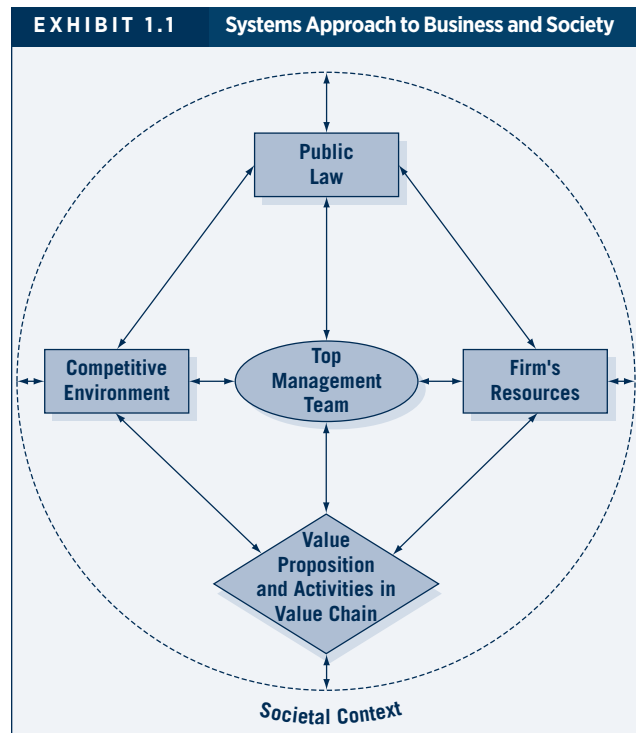 EXHIBIT 1.1 Systems Approach to Business and Society
Public
Law
Competitive
Environment
Top
Management
Team
Firm's
Resources
Value
Proposition
and Activities in
Value Chain
Societal Context